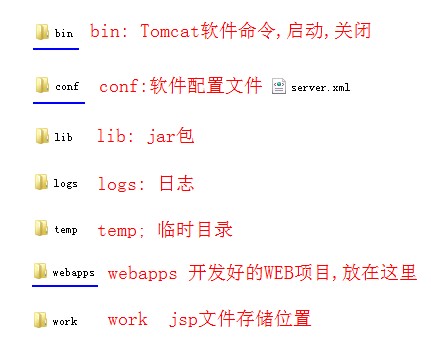 bin bin: Tomcat软件命令,启动,关闭
conf conf:软件配置文件 server.xml
lib lib: jar包
logs logs: 日志
temp temp; 临时目录
webapps webapps 开发好的WEB项目,放在这里
work work jsp文件存储位置